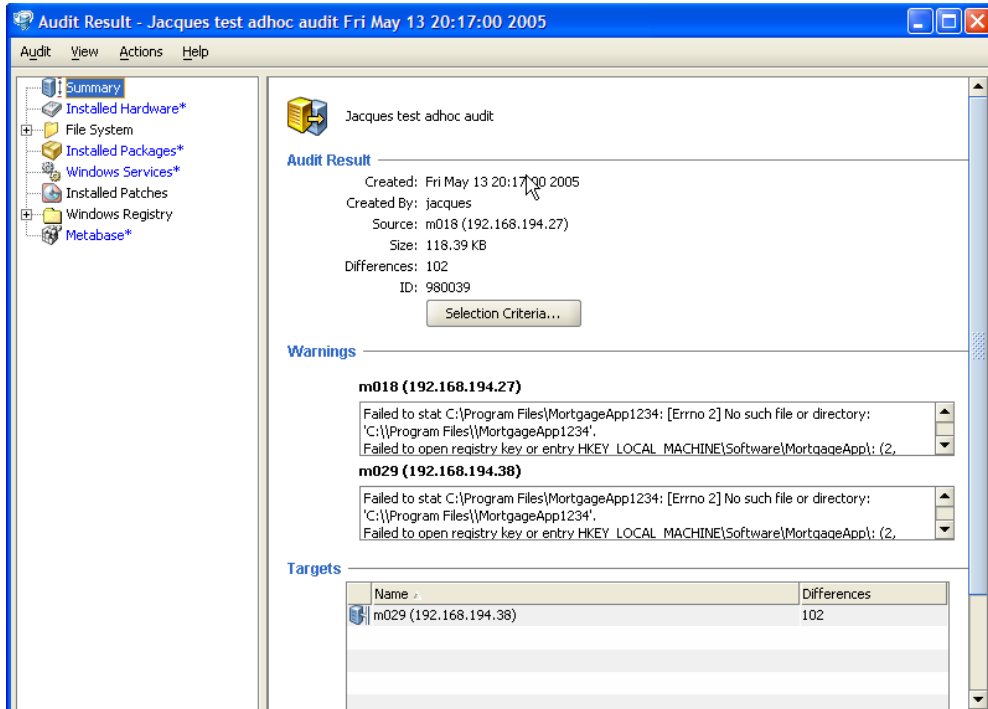 Audit Result - Jacques test adhoc audit Fri May 13 20:17:00 2005
Audit View Actions Help
Summary
Installed Hardware*
File System
Installed Packages*
Windows Services*
Installed Patches
Windows Registry
Metabase*
Jacques test adhoc audit
Audit Result
Created: Fri May 13 20:17:00 2005
Created By: jacques
Source: m018 (192.168.194.27)
Size: 118.39 KB
Differences: 102
ID: 980039
Selection Criteria...
Warnings
m018 (192.168.194.27)
Failed to stat C:\Program Files\MortgageApp1234: [Errno 2] No such file or directory:
'C:\\Program Files\\MortgageApp1234'.
Failed to open registry key or entry HKEY_LOCAL_MACHINE\Software\MortgageApp\: (2,
m029 (192.168.194.38)
Failed to stat C:\Program Files\MortgageApp1234: [Errno 2] No such file or directory:
'C:\\Program Files\\MortgageApp1234'.
Failed to open registry key or entry HKEY_LOCAL_MACHINE\Software\MortgageApp\: (2,
Targets
Name Differences
m029 (192.168.194.38) 102